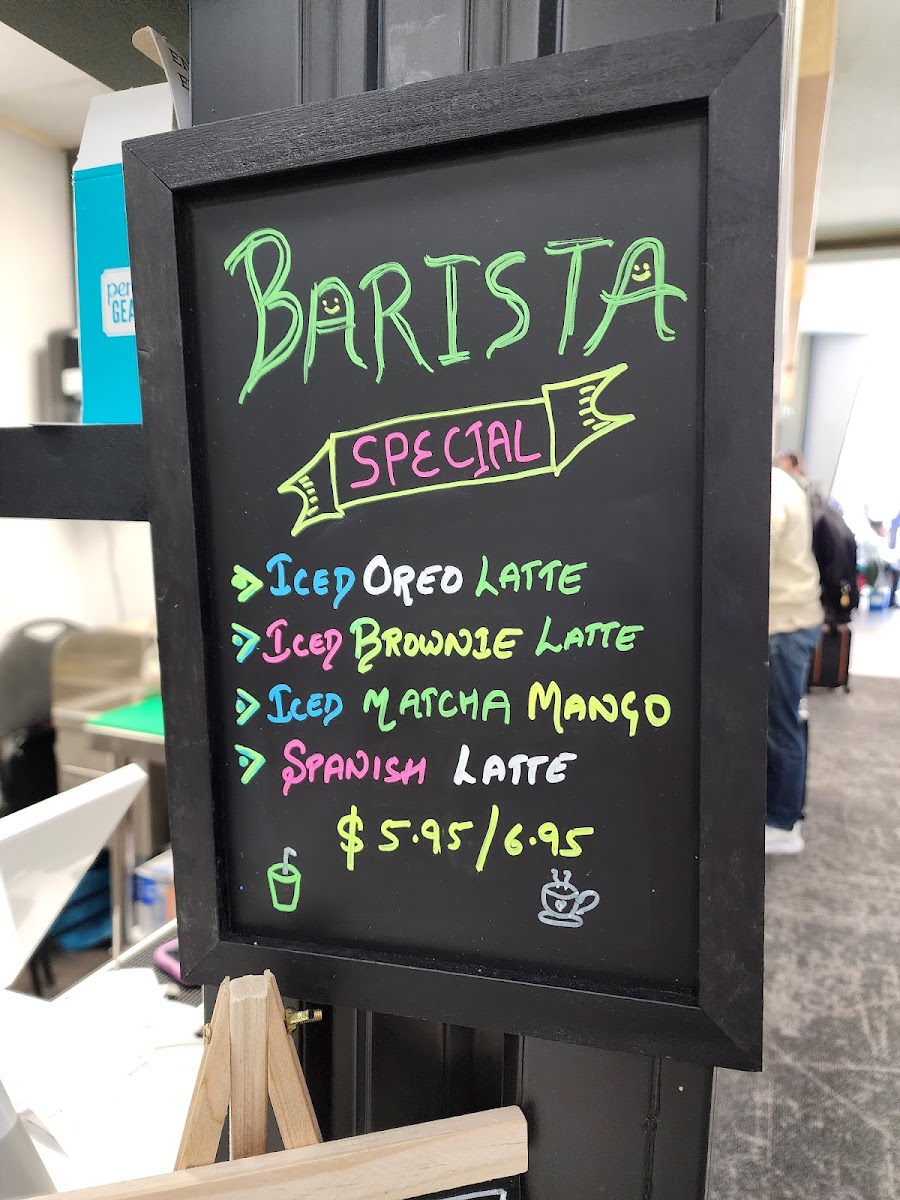 BARISTA
SPECIAL
> ICED OREO LATTE
> ICED BROWNIE LATTE
> ICED MATCHA MANGO
> SPANISH LATTE
$5.95/6.95